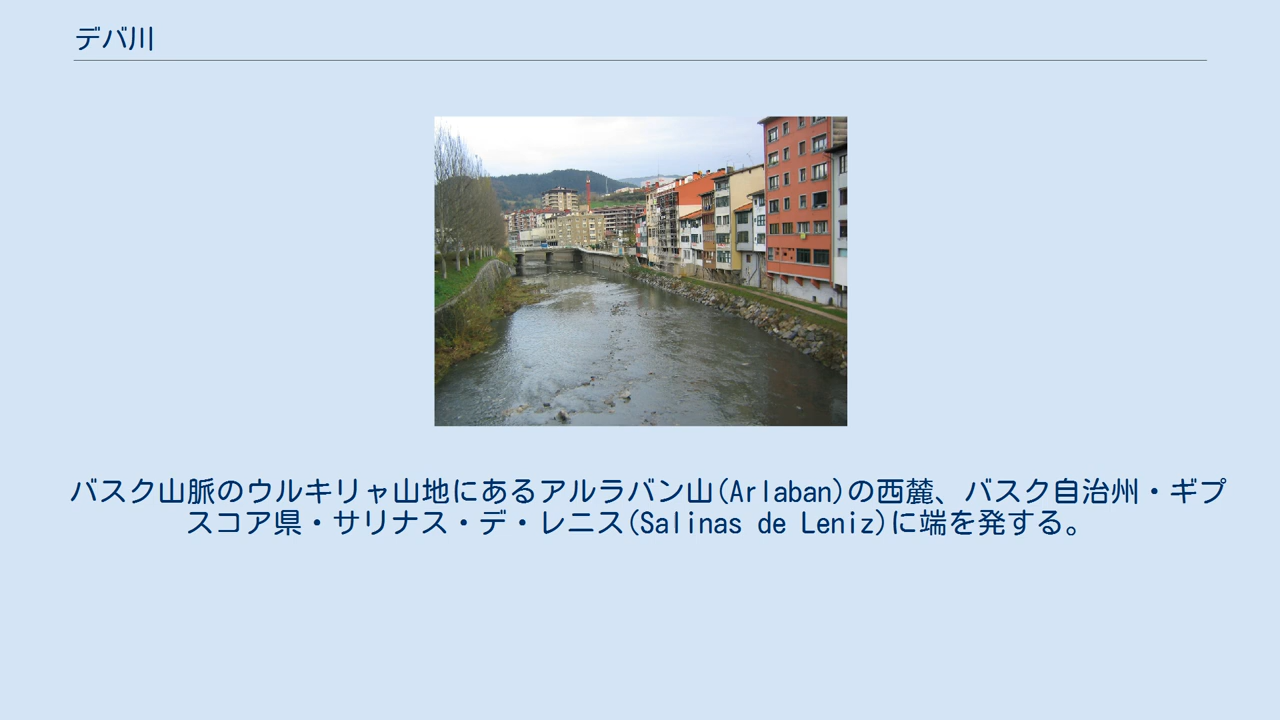 デバ川
バスク山脈のウルキリャ山地にあるアルラバン山(Arlaban)の西麓、バスク自治州・ギプ
スコア県・サリナス・デ・レニス(Salinas de Leniz)に端を発する。